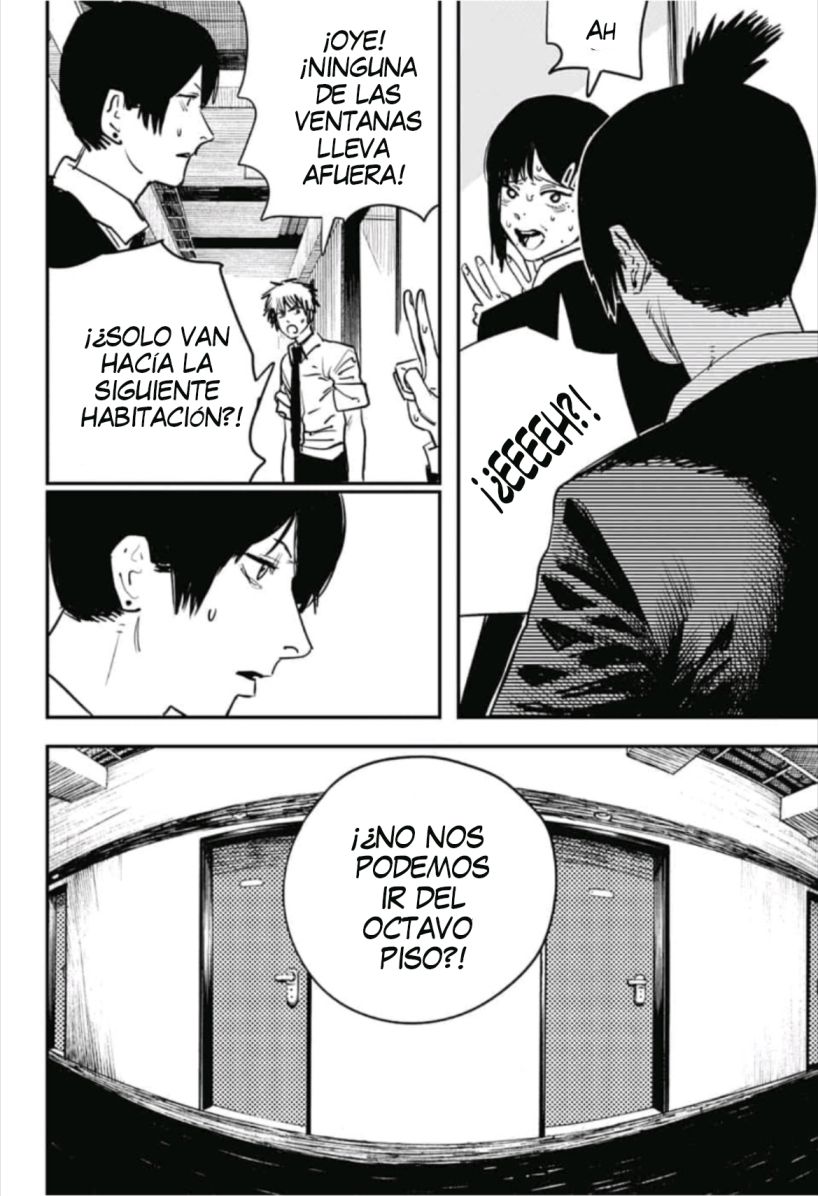 AH
¡¿EEEEH?!
¡OYE!
¡NINGUNA
DE LAS
VENTANAS
LLEVA
AFUERA!
¡¿SOLO VAN
HACÍA LA
SIGUIENTE
HABITACIÓN?!
¡¿NO NOS
PODEMOS
IR DEL
OCTAVO
PISO?!